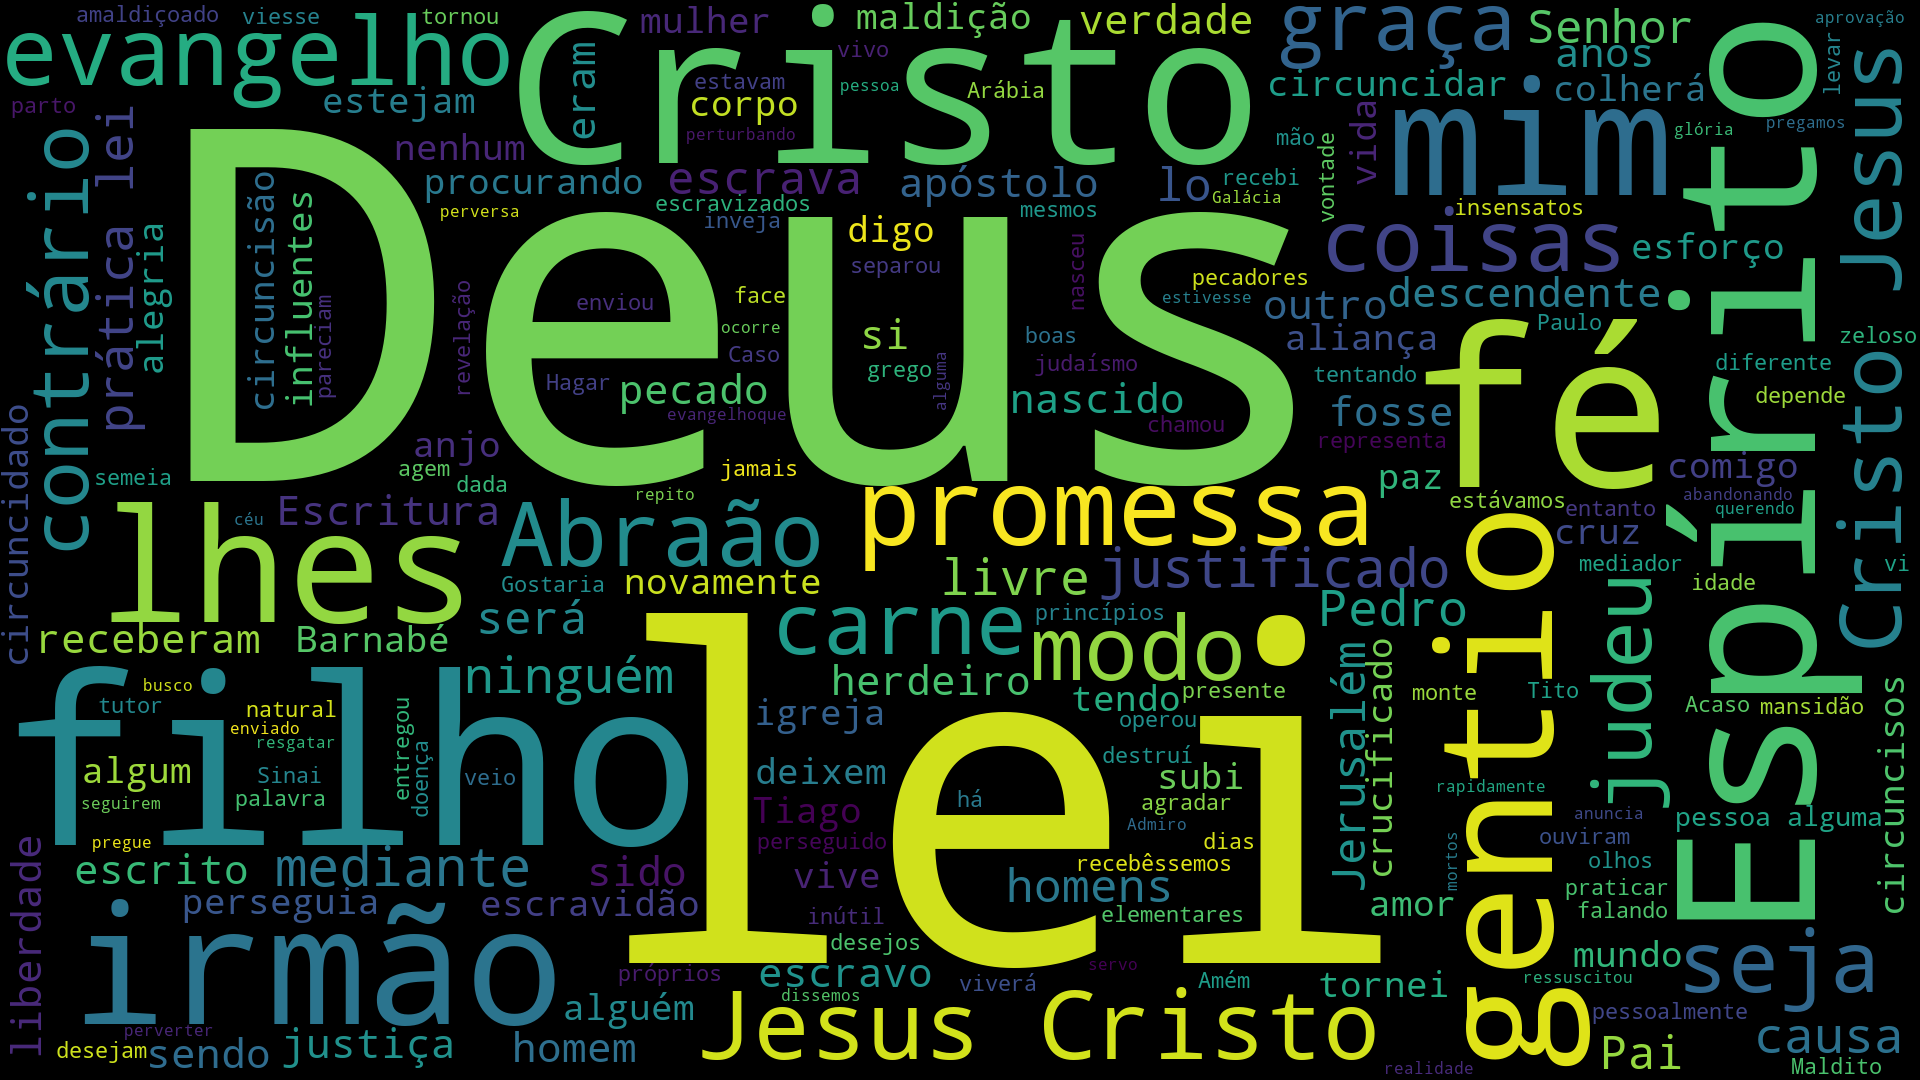 amaldiçoado
viesse
tornou
mulher
maldição
verdade
graça
Senhor
aprovação
evangelho
Cristo
eram
vivo
anos
levar
estejam
estavam
pessoa
Arábia
circuncidar
colherá
parto
corpo
mim
Espírito
Cristo Jesus
contrário
prática lei
nenhum
perturbando
mão
glória
pregamos
vida
vontade
procurando
escrava
apóstolo
lo
recebi
Galácia
circuncisão
influentes
alegria
perversa
escravizados
inveja
mesmos
insensatos
Deus
digo
coisas
esforço
separou
nasceu
pecadores
pareciam
revelação
enviou
face
estivesse
outro
descendente
ocorre
si
boas
aliança
Paulo
zeloso
Caso
grego
judaísmo
diferente
Hagar
pecado
alguma
tentando
fé
circuncidado
evangelhoque
nascido
fosse
depende
chamou
anjo
representa
semeia
agem
dada
jamais
paz
comigo
lhes
céu
Escritura
repito
Abraão
promessa
estávamos
entanto
abandonando
querendo
gentio
cruz
Gostaria
novamente
livre
justificado
mediador
vi
receberam
Barnabé
será
carne
princípios
modo
Pedro
idade
judeu
filho
busco
ninguém
herdeiro
tendo
presente
Jerusalém
crucificado
monte
Tito
Acaso
mansidão
circuncisos
tutor
natural
enviado
resgatar
entregou
igreja
operou
lei
algum
Sinai
doença
veio
deixem
destruí
subi
seguirem
palavra
Tiago
há
agradar
rapidamente
Admiro
anuncia
pessoa alguma
liberdade
pregue
perseguido
dias
mortos
ouviram
escrito
mediante
sido
vive
recebêssemos
olhos
homens
praticar
irmão
perseguia
escravidão
inútil
elementares
amor
falando
desejos
mundo
seja
próprios
escravo
servo
viverá
Amém
tornei
ressuscitou
dissemos
alguém
Jesus Cristo
pessoalmente
perverter
desejam
sendo
justiça
homem
Pai
causa
realidade
Maldito